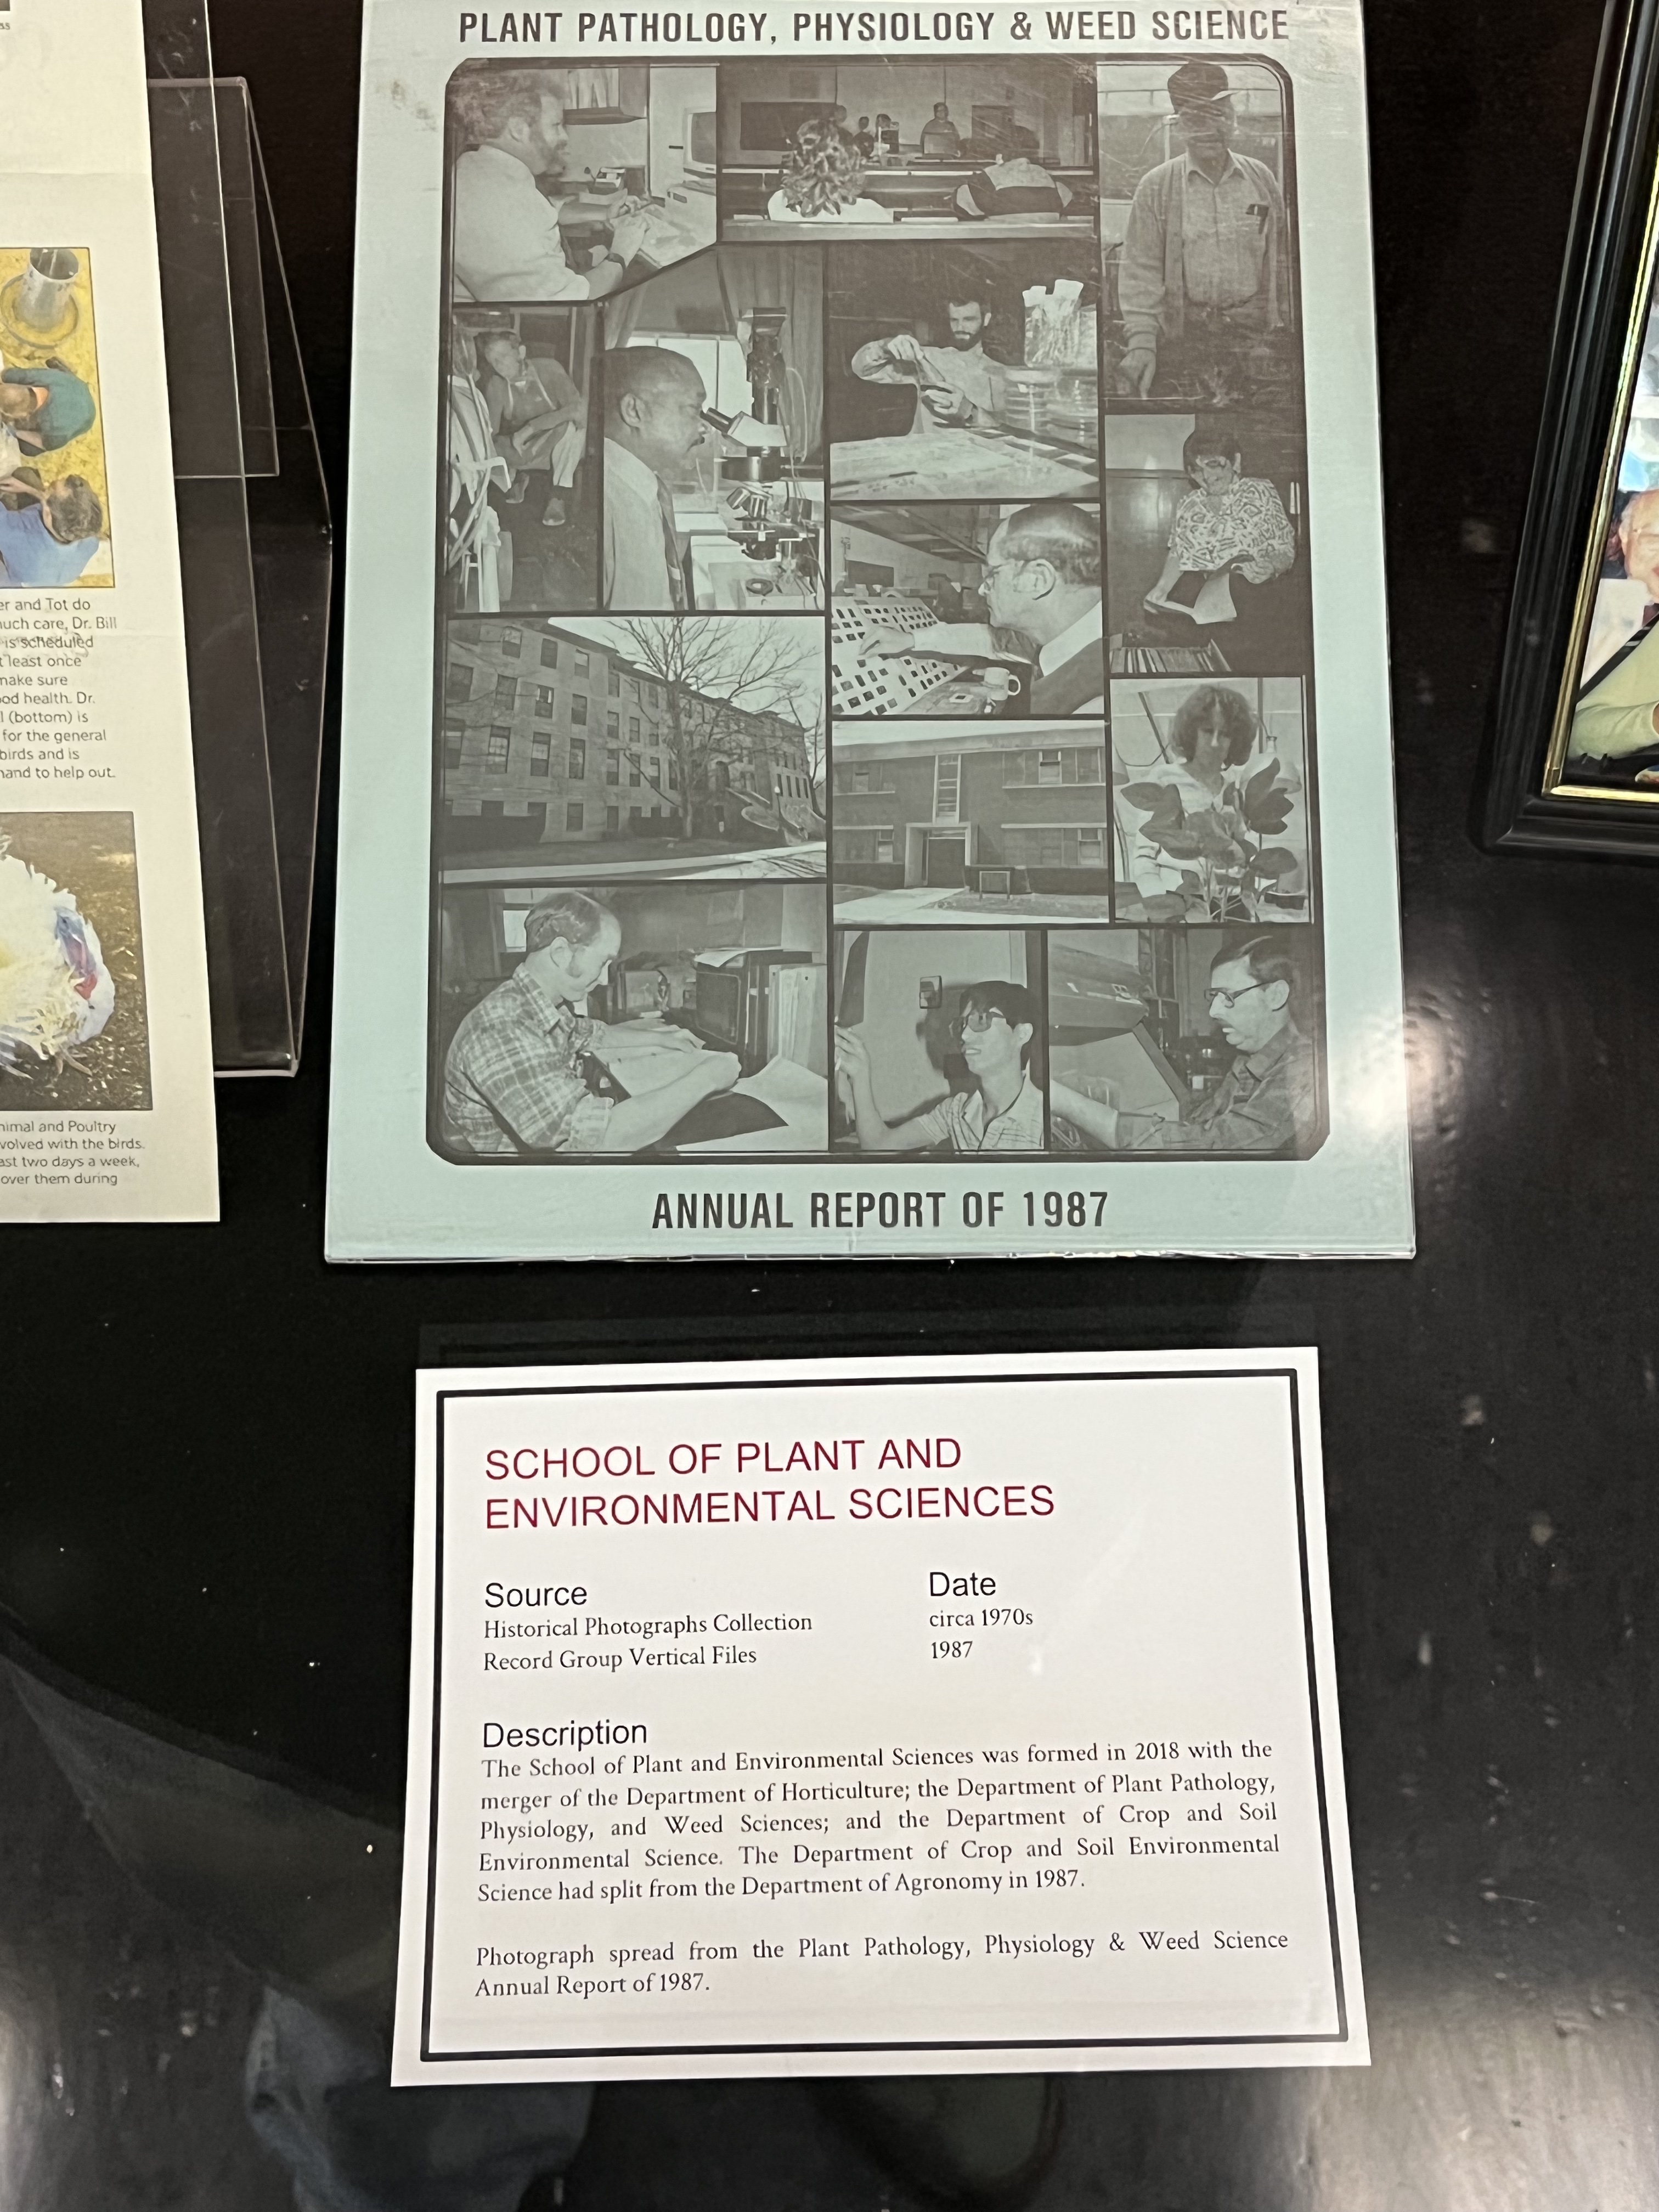 ss
er and Tot do
uch care, Dr. Bill
is scheduled
t least once
make sure
od health. Dr.
l (bottom) is
for the general
birds and is
hand to help out.
nimal and Poultry
volved with the birds.
ast two days a week,
over them during
PLANT PATHOLOGY, PHYSIOLOGY & WEED SCIENCE
ANNUAL REPORT OF 1987
SCHOOL OF PLANT AND
ENVIRONMENTAL SCIENCES
Source
Historical Photographs Collection
Record Group Vertical Files
Date
circa 1970s
1987
Description
The School of Plant and Environmental Sciences was formed in 2018 with the
merger of the Department of Horticulture; the Department of Plant Pathology,
Physiology, and Weed Sciences; and the Department of Crop and Soil
Environmental Science. The Department of Crop and Soil Environmental
Science had split from the Department of Agronomy in 1987.
Photograph spread from the Plant Pathology, Physiology & Weed Science
Annual Report of 1987.